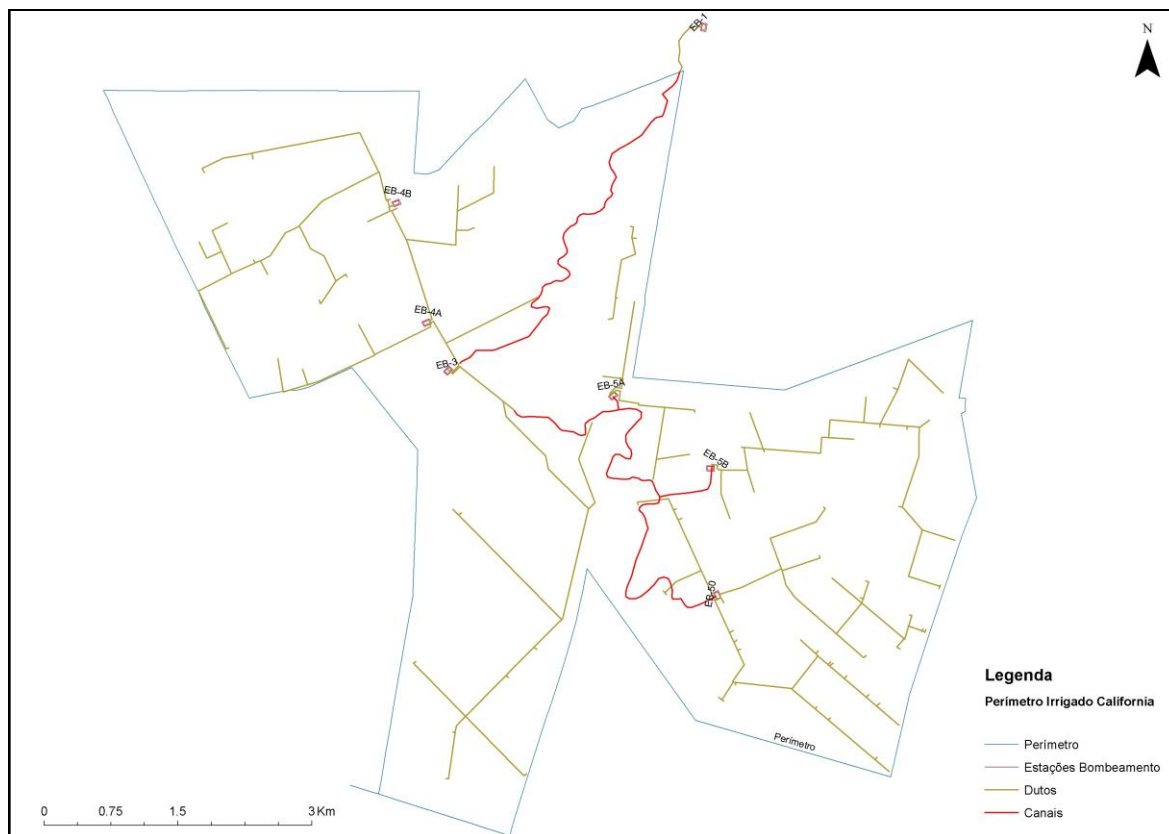 EB-1
N
EB-4B
EB-4A
EB-3
EB-5A
EB-5B
EB-50
Perímetro
Legenda
Perímetro Irrigado California
Perímetro
Estações Bombeamento
Dutos
Canais
0 0.75 1.5 3 Km